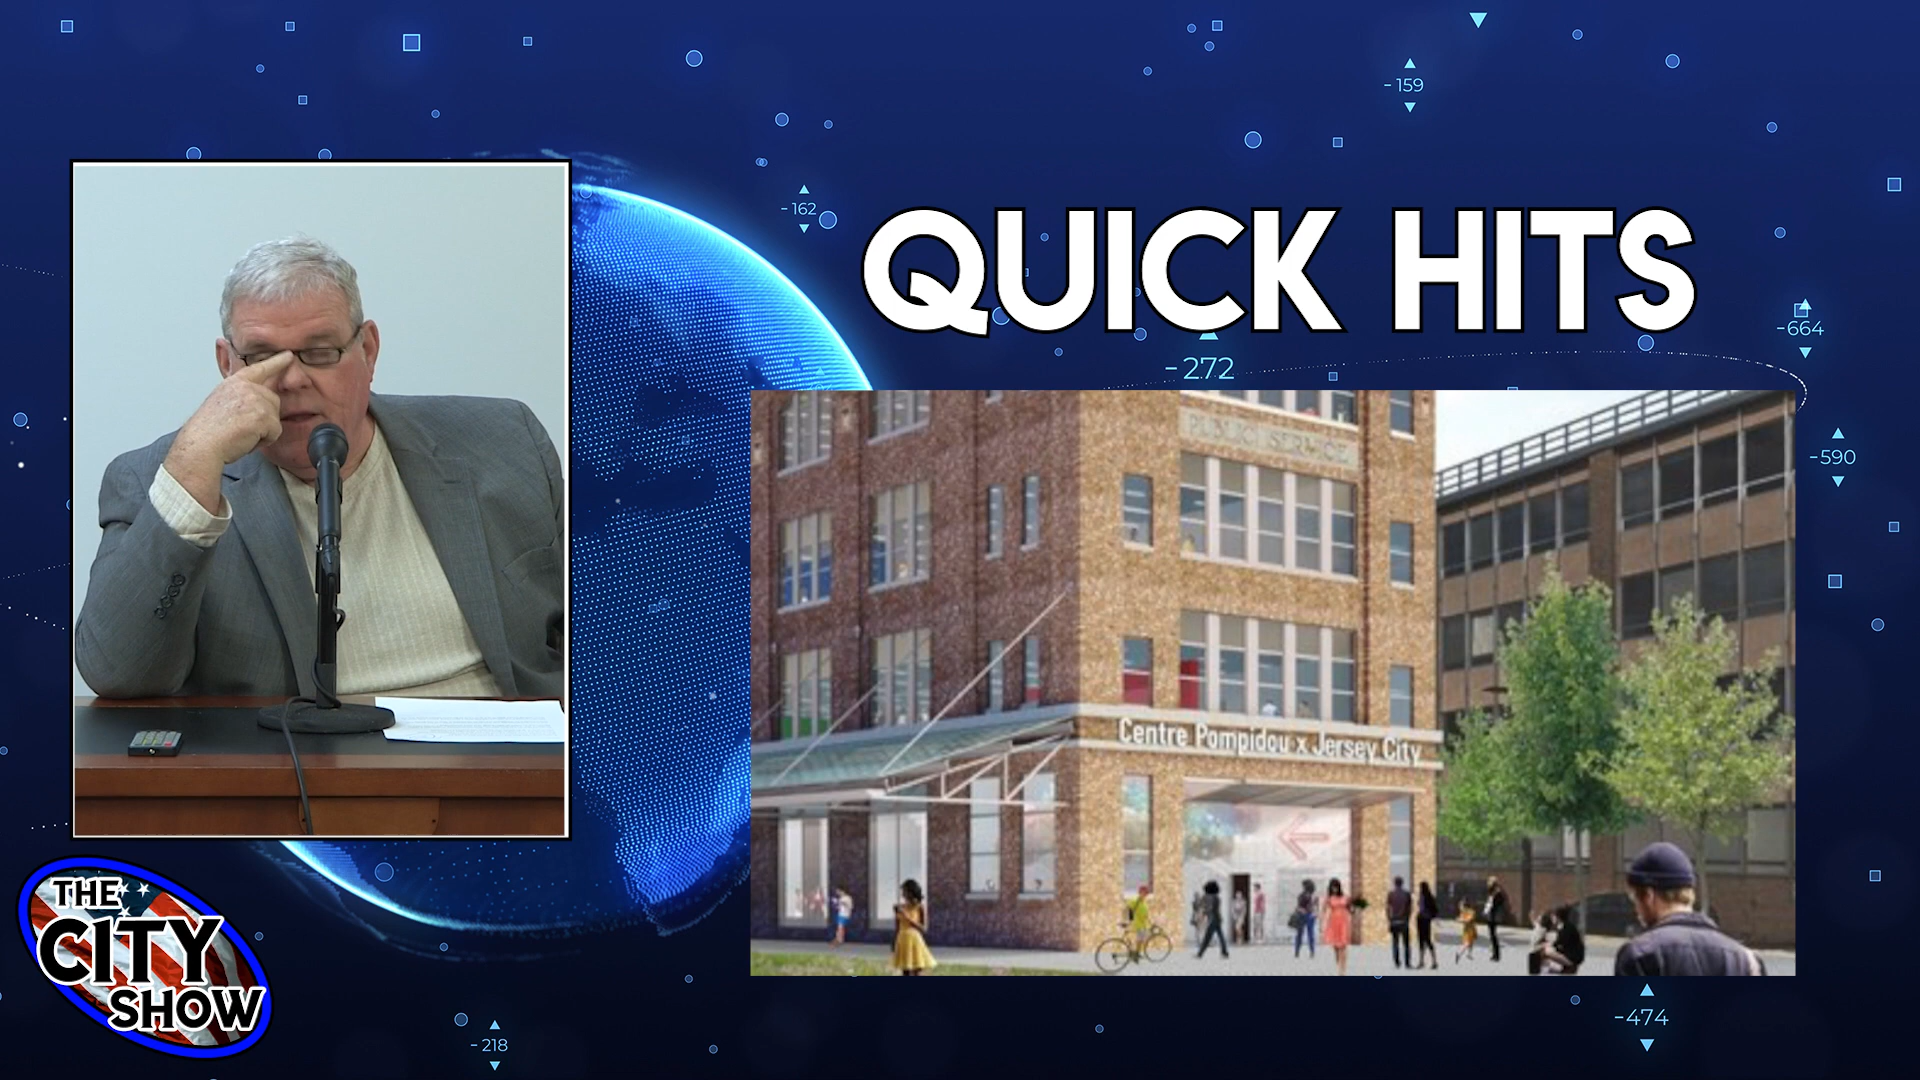 QUICK HITS
-159
-162
-272
-664
-590
PUBLIC SERVICE
Centre Pompidou x Jersey City
THE
CITY
SHOW
-474
-218